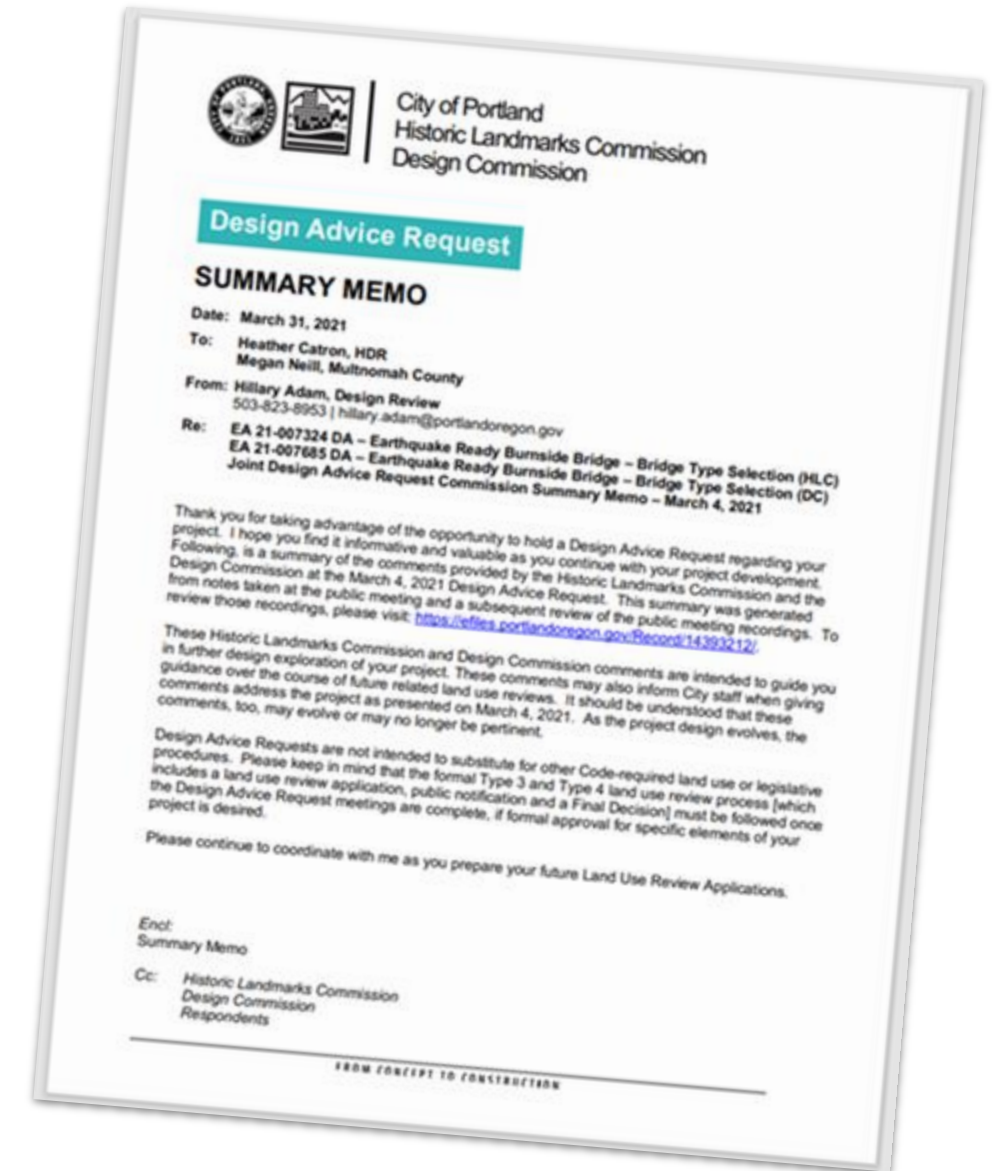 City of Portland
Historic Landmarks Commission
Design Commission
Design Advice Request
SUMMARY MEMO
Date: March 31, 2021
To: Heather Catron, HDR
Megan Neill, Multnomah County
From: Hillary Adam, Design Review
503-823-8953 | hillary.adam@portlandoregon.gov
Re: EA 21-007324 DA – Earthquake Ready Burnside Bridge – Bridge Type Selection (HLC)
EA 21-007685 DA – Earthquake Ready Burnside Bridge – Bridge Type Selection (DC)
Joint Design Advice Request Commission Summary Memo – March 4, 2021
Thank you for taking advantage of the opportunity to hold a Design Advice Request regarding your
project. I hope you find it informative and valuable as you continue with your project development.
Following, is a summary of the comments provided by the Historic Landmarks Commission and the
Design Commission at the March 4, 2021 Design Advice Request. This summary was generated
from notes taken at the public meeting and a subsequent review of the public meeting recordings. To
review those recordings, please visit: https://efiles.portlandoregon.gov/Record/14393212/.
These Historic Landmarks Commission and Design Commission comments are intended to guide you
in further design exploration of your project. These comments may also inform City staff when giving
guidance over the course of future related land use reviews. It should be understood that these
comments address the project as presented on March 4, 2021. As the project design evolves, the
comments, too, may evolve or may no longer be pertinent.
Design Advice Requests are not intended to substitute for other Code-required land use or legislative
procedures. Please keep in mind that the formal Type 3 and Type 4 land use review process [which
includes a land use review application, public notification and a Final Decision] must be followed once
the Design Advice Request meetings are complete, if formal approval for specific elements of your
project is desired.
Please continue to coordinate with me as you prepare your future Land Use Review Applications.
Encl:
Summary Memo
Cc: Historic Landmarks Commission
Design Commission
Respondents
FROM CONCEPT TO CONSTRUCTION